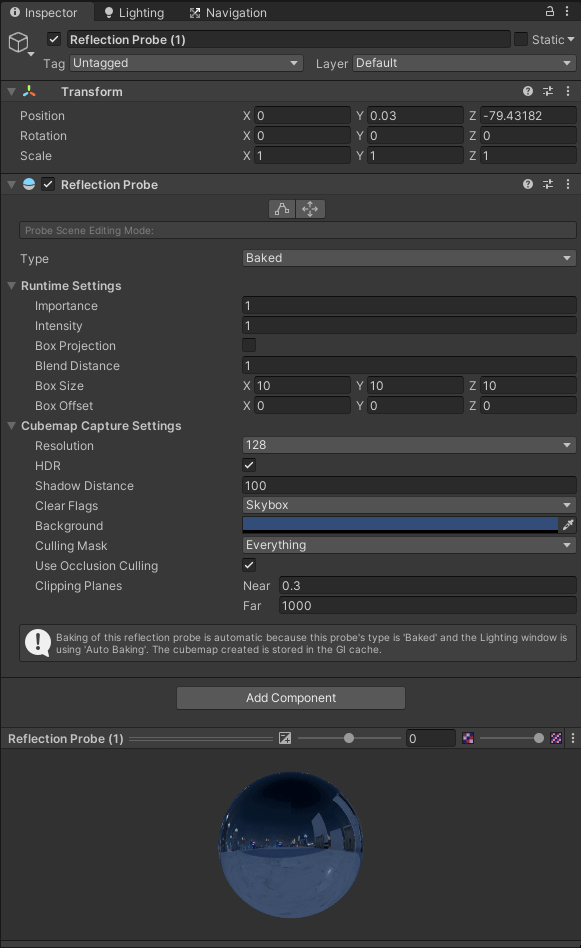 Inspector Lighting Navigation
Reflection Probe (1) Static
Tag Untagged Layer Default
Transform
Position X 0 Y 0.03 Z -79.43182
Rotation X 0 Y 0 Z 0
Scale X 1 Y 1 Z 1
Reflection Probe
Probe Scene Editing Mode:
Type Baked
Runtime Settings
Importance 1
Intensity 1
Box Projection
Blend Distance 1
Box Size X 10 Y 10 Z 10
Box Offset X 0 Y 0 Z 0
Cubemap Capture Settings
Resolution 128
HDR
Shadow Distance 100
Clear Flags Skybox
Background
Culling Mask Everything
Use Occlusion Culling
Clipping Planes Near 0.3
Far 1000
Baking of this reflection probe is automatic because this probe's type is 'Baked' and the Lighting window is
using 'Auto Baking'. The cubemap created is stored in the GI cache.
Add Component
Reflection Probe (1) 0